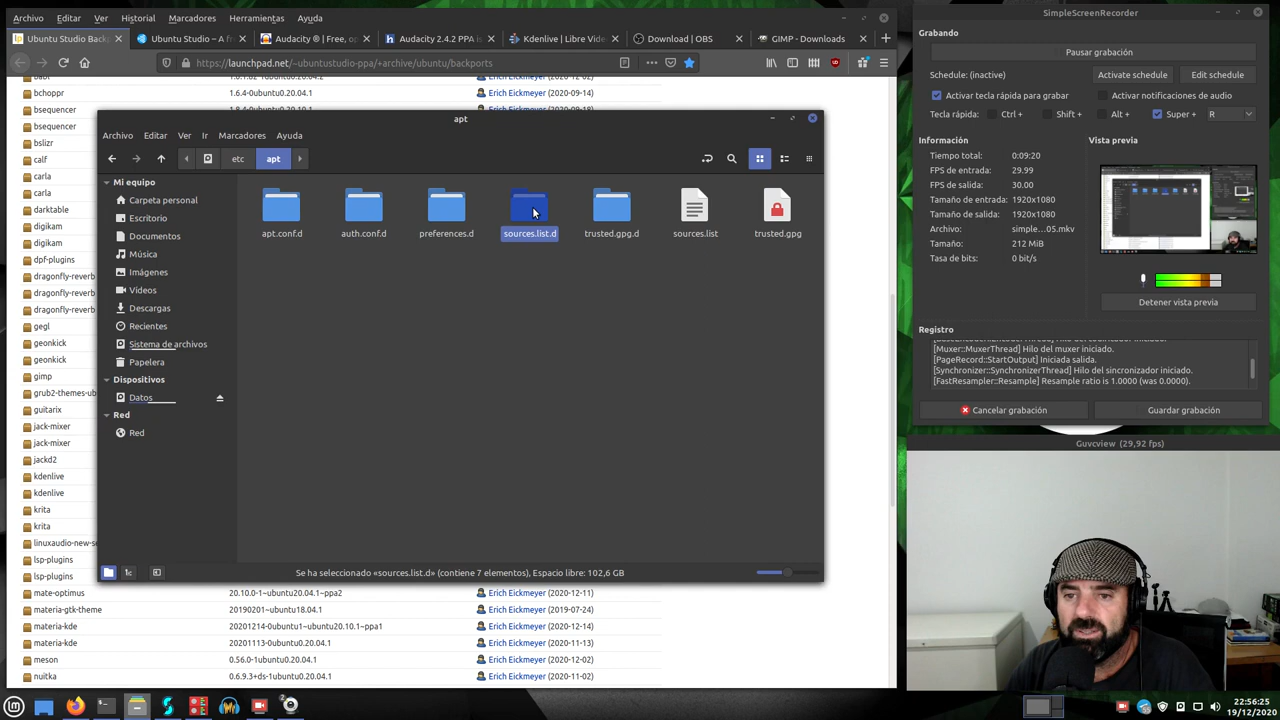 Archivo Editar Ver Historial Marcadores Herramientas Ayuda
Ubuntu Studio Back
Ubuntu Studio – A fr
Audacity ® | Free, o
Audacity 2.4.2 PPA is
Kdenlive | Libre Vide
Download | OBS
GIMP - Downloads
https://launchpad.net/~ubuntustudio-ppa/+archive/ubuntu/backports
bchoppr 1.6.4-0ubuntu0.20.04.1 Erich Eickmeyer (2020-09-14)
bsequencer
bsequencer
bslizr
calf
carla
carla
darktable
digikam
digikam
dpf-plugins
dragonfly-reverb
dragonfly-reverb
dragonfly-reverb
gegl
geonkick
geonkick
gimp
grub2-themes-ub
guitarix
jack-mixer
jack-mixer
jackd2
kdenlive
kdenlive
krita
krita
linuxaudio-new-s
lsp-plugins
lsp-plugins
mate-optimus 20.10.0-1~ubuntu20.04.1~ppa2 Erich Eickmeyer (2020-12-11)
materia-gtk-theme 20190201~ubuntu18.04.1 Erich Eickmeyer (2019-07-24)
materia-kde 20201214-0ubuntu1~ubuntu20.10.1~ppa1 Erich Eickmeyer (2020-12-14)
materia-kde 20201113-0ubuntu0.20.04.1 Erich Eickmeyer (2020-11-13)
meson 0.56.0-1ubuntu0.20.04.1 Erich Eickmeyer (2020-12-02)
nuitka 0.6.9.3+ds-1ubuntu0.20.04.1 Erich Eickmeyer (2020-11-02)
apt
Archivo Editar Ver Ir Marcadores Ayuda
etc apt
Mi equipo
Carpeta personal
Escritorio
Documentos
Música
Imágenes
Vídeos
Descargas
Recientes
Sistema de archivos
Papelera
Dispositivos
Datos
Red
Red
apt.conf.d auth.conf.d preferences.d sources.list.d trusted.gpg.d sources.list trusted.gpg
Se ha seleccionado «sources.list.d» (contiene 7 elementos), Espacio libre: 102,6 GB
SimpleScreenRecorder
Grabando
Pausar grabación
Schedule: (inactive) Activate schedule Edit schedule
Activar tecla rápida para grabar Activar notificaciones de audio
Tecla rápida: Ctrl + Shift + Alt + Super + R
Información
Tiempo total: 0:09:20
FPS de entrada: 29.99
FPS de salida: 30.00
Tamaño de entrada: 1920x1080
Tamaño de salida: 1920x1080
Archivo: simple…05.mkv
Tamaño: 212 MiB
Tasa de bits: 0 bit/s
Vista previa
Detener vista previa
Registro
[Muxer::MuxerThread] Hilo del muxer iniciado.
[PageRecord::StartOutput] Iniciada salida.
[Synchronizer::SynchronizerThread] Hilo del sincronizador iniciado.
[FastResampler::Resample] Resample ratio is 1.0000 (was 0.0000).
Cancelar grabación Guardar grabación
Guvcview (29,92 fps)
22:56:25
19/12/2020